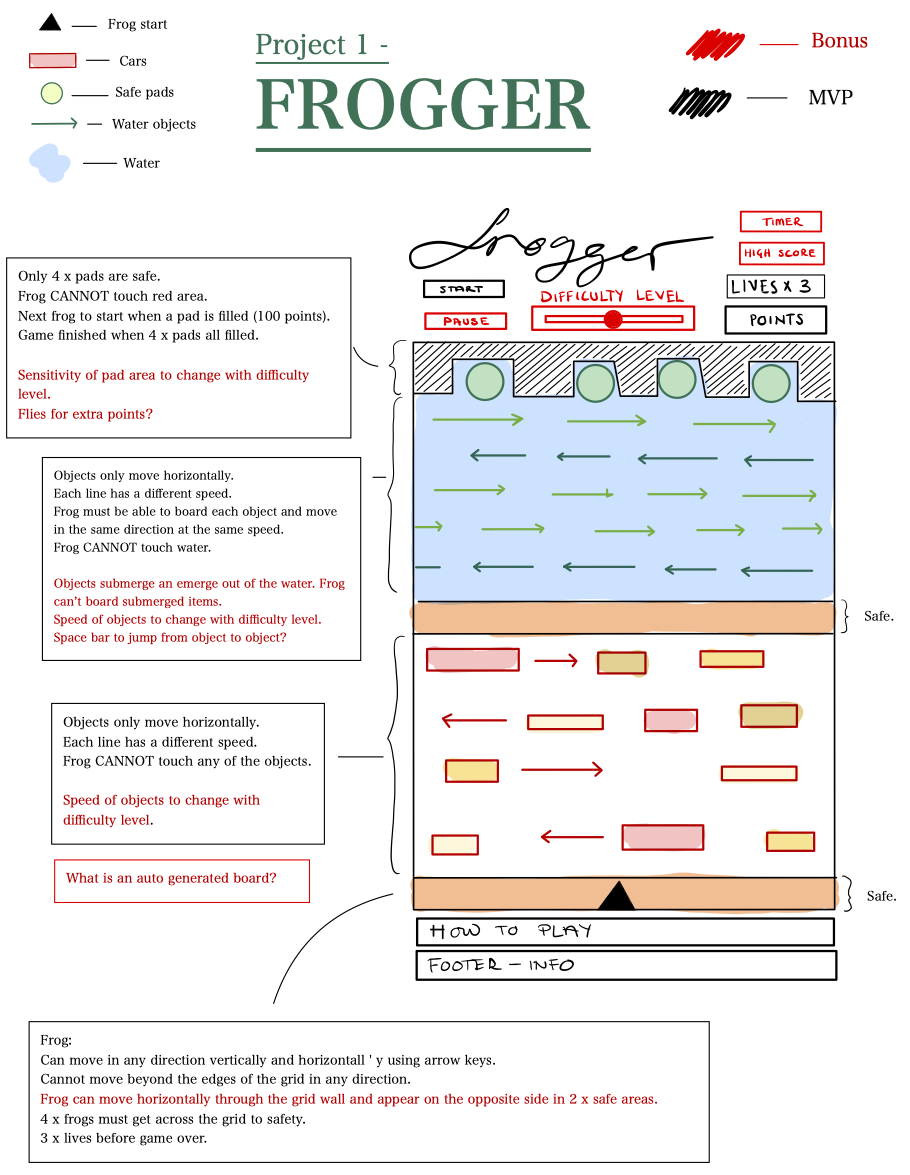 Frog start
Cars
Safe pads
Water objects
Water
Project 1 -
FROGGER
Bonus
MVP
frogger
START
PAUSE
DIFFICULTY LEVEL
TIMER
HIGH SCORE
LIVES X 3
POINTS
Only 4 x pads are safe.
Frog CANNOT touch red area.
Next frog to start when a pad is filled (100 points).
Game finished when 4 x pads all filled.
Sensitivity of pad area to change with difficulty
level.
Flies for extra points?
Objects only move horizontally.
Each line has a different speed.
Frog must be able to board each object and move
in the same direction at the same speed.
Frog CANNOT touch water.
Objects submerge an emerge out of the water. Frog
can't board submerged items.
Speed of objects to change with difficulty level.
Space bar to jump from object to object?
Safe.
Objects only move horizontally.
Each line has a different speed.
Frog CANNOT touch any of the objects.
Speed of objects to change with
difficulty level.
What is an auto generated board?
Safe.
HOW TO PLAY
FOOTER - INFO
Frog:
Can move in any direction vertically and horizontall ' y using arrow keys.
Cannot move beyond the edges of the grid in any direction.
Frog can move horizontally through the grid wall and appear on the opposite side in 2 x safe areas.
4 x frogs must get across the grid to safety.
3 x lives before game over.